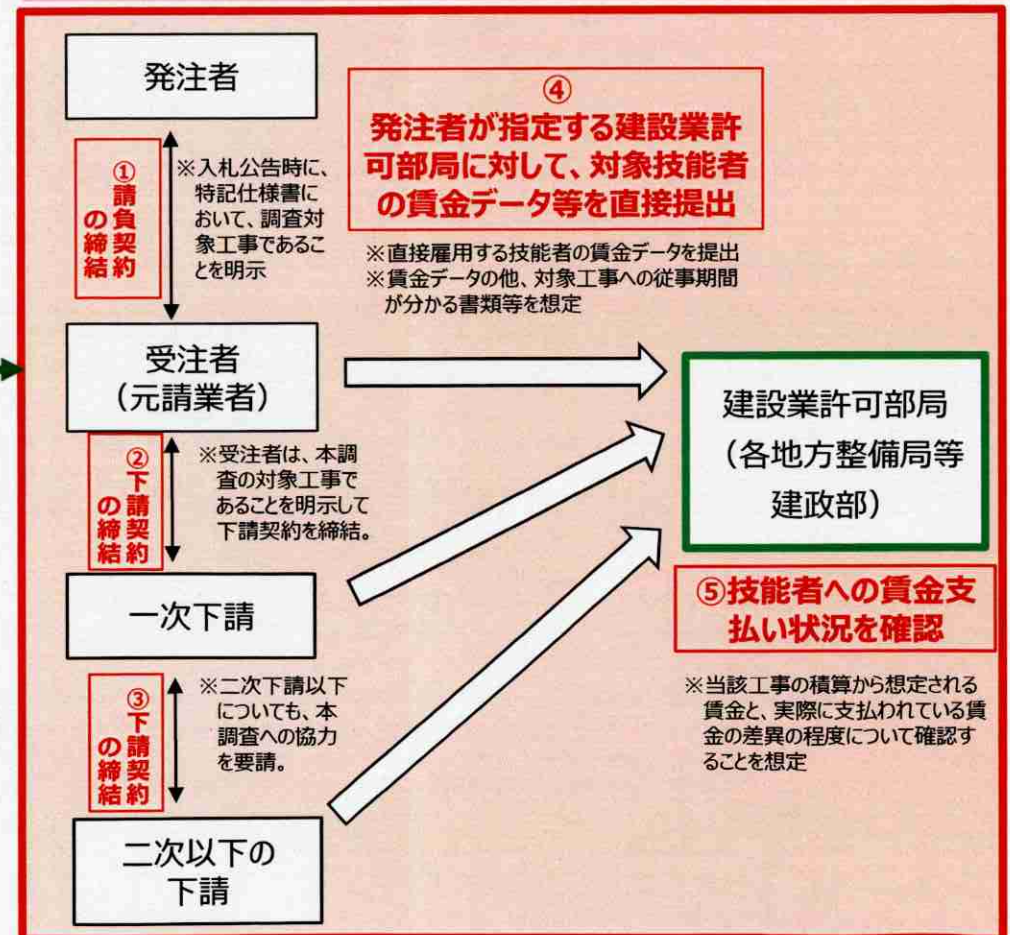 発注者
①請負契約
の締結
※入札公告時に、
特記仕様書に
おいて、調査対
象工事であるこ
とを明示
④
発注者が指定する建設業許
可部局に対して、対象技能者
の賃金データ等を直接提出
※直接雇用する技能者の賃金データを提出
※賃金データの他、対象工事への従事期間
が分かる書類等を想定
受注者
（元請業者）
②下請契約
の締結
※受注者は、本調
査の対象工事で
あることを明示して
下請契約を締結。
建設業許可部局
（各地方整備局等
建政部）
一次下請
⑤技能者への賃金支
払い状況を確認
③下請契約
の締結
※二次下請以下
についても、本
調査への協力
を要請。
※当該工事の積算から想定される
賃金と、実際に支払われている賃
金の差異の程度について確認す
ることを想定
二次以下の
下請